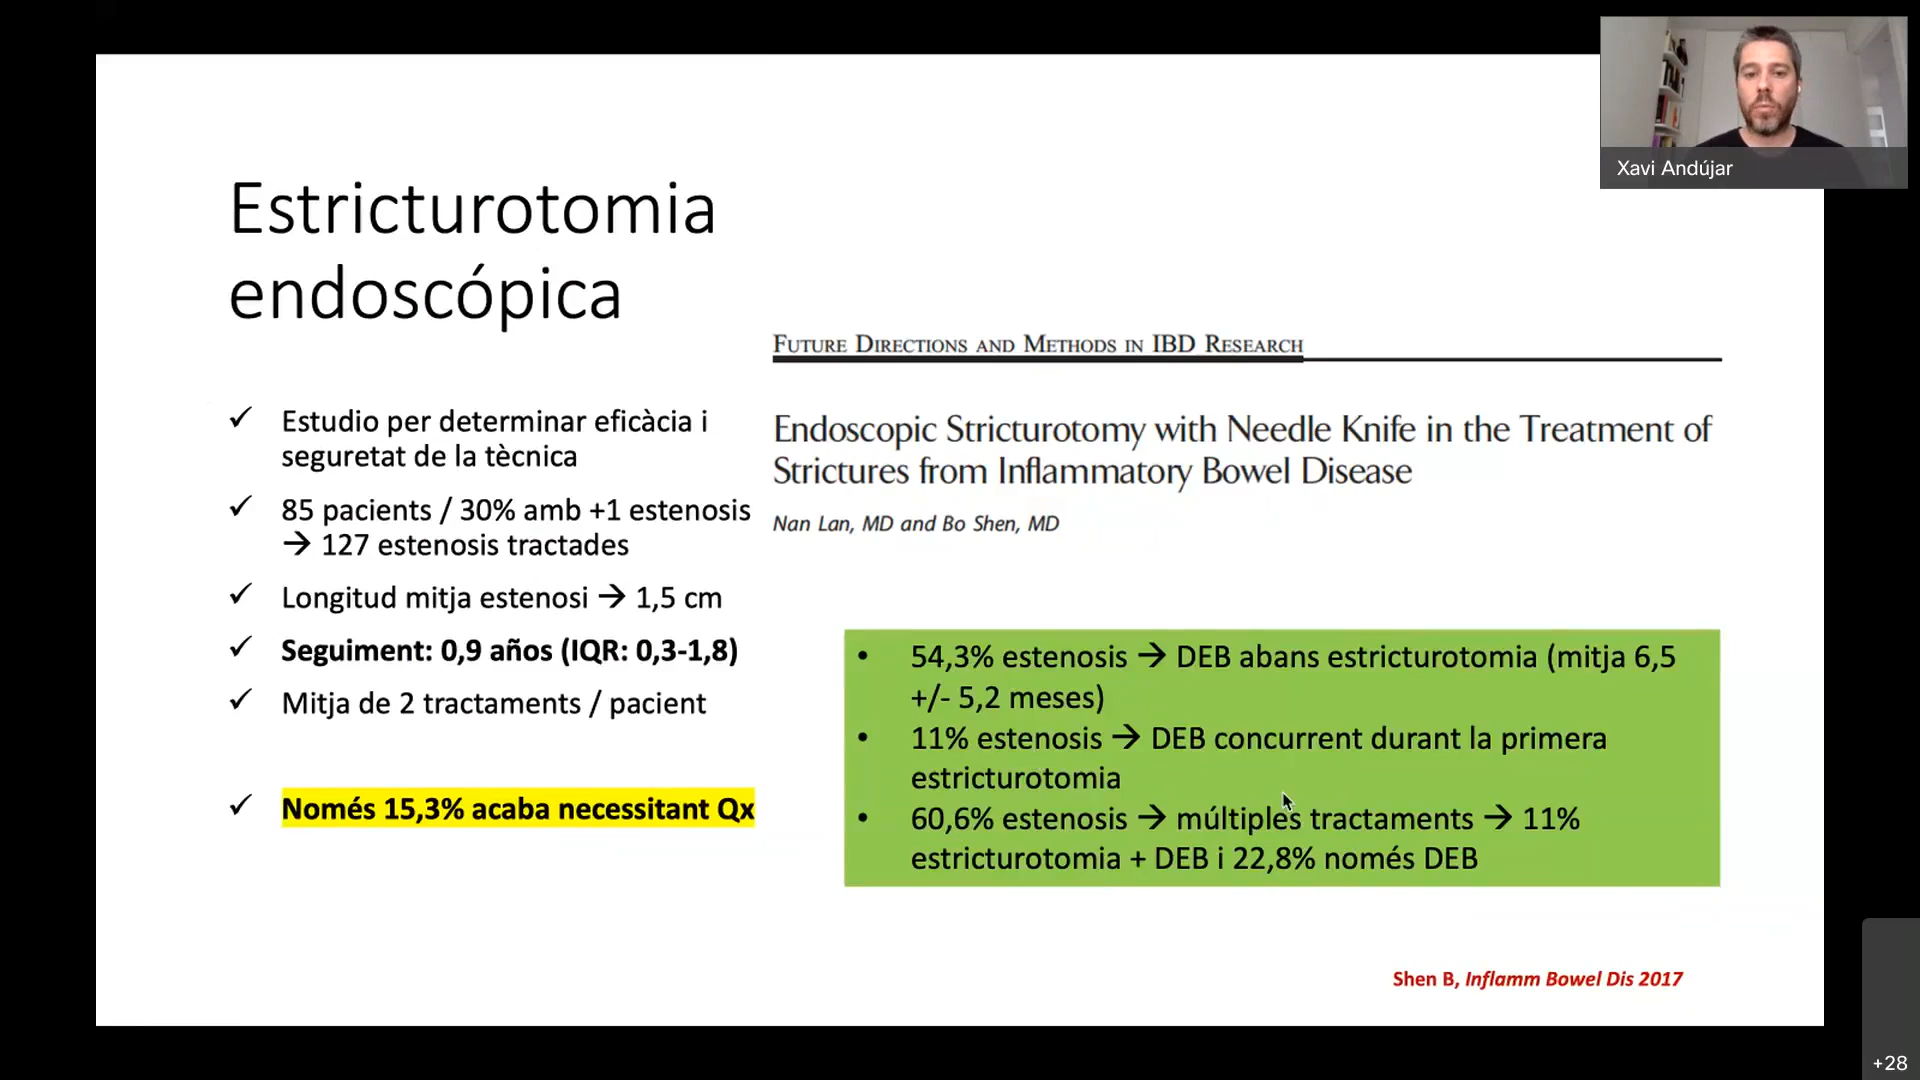 Xavi Andújar
Estricturotomia
endoscópica
FUTURE DIRECTIONS AND METHODS IN IBD RESEARCH
Endoscopic Stricturotomy with Needle Knife in the Treatment of
Strictures from Inflammatory Bowel Disease
Nan Lan, MD and Bo Shen, MD
✓ Estudio per determinar eficàcia i
seguretat de la tècnica
✓ 85 pacients / 30% amb +1 estenosis
→ 127 estenosis tractades
✓ Longitud mitja estenosi → 1,5 cm
✓ Seguiment: 0,9 años (IQR: 0,3-1,8)
✓ Mitja de 2 tractaments / pacient
✓ Només 15,3% acaba necessitant Qx
• 54,3% estenosis → DEB abans estricturotomia (mitja 6,5
+/- 5,2 meses)
• 11% estenosis → DEB concurrent durant la primera
estricturotomia
• 60,6% estenosis → múltiples tractaments → 11%
estricturotomia + DEB i 22,8% només DEB
Shen B, Inflamm Bowel Dis 2017
+28